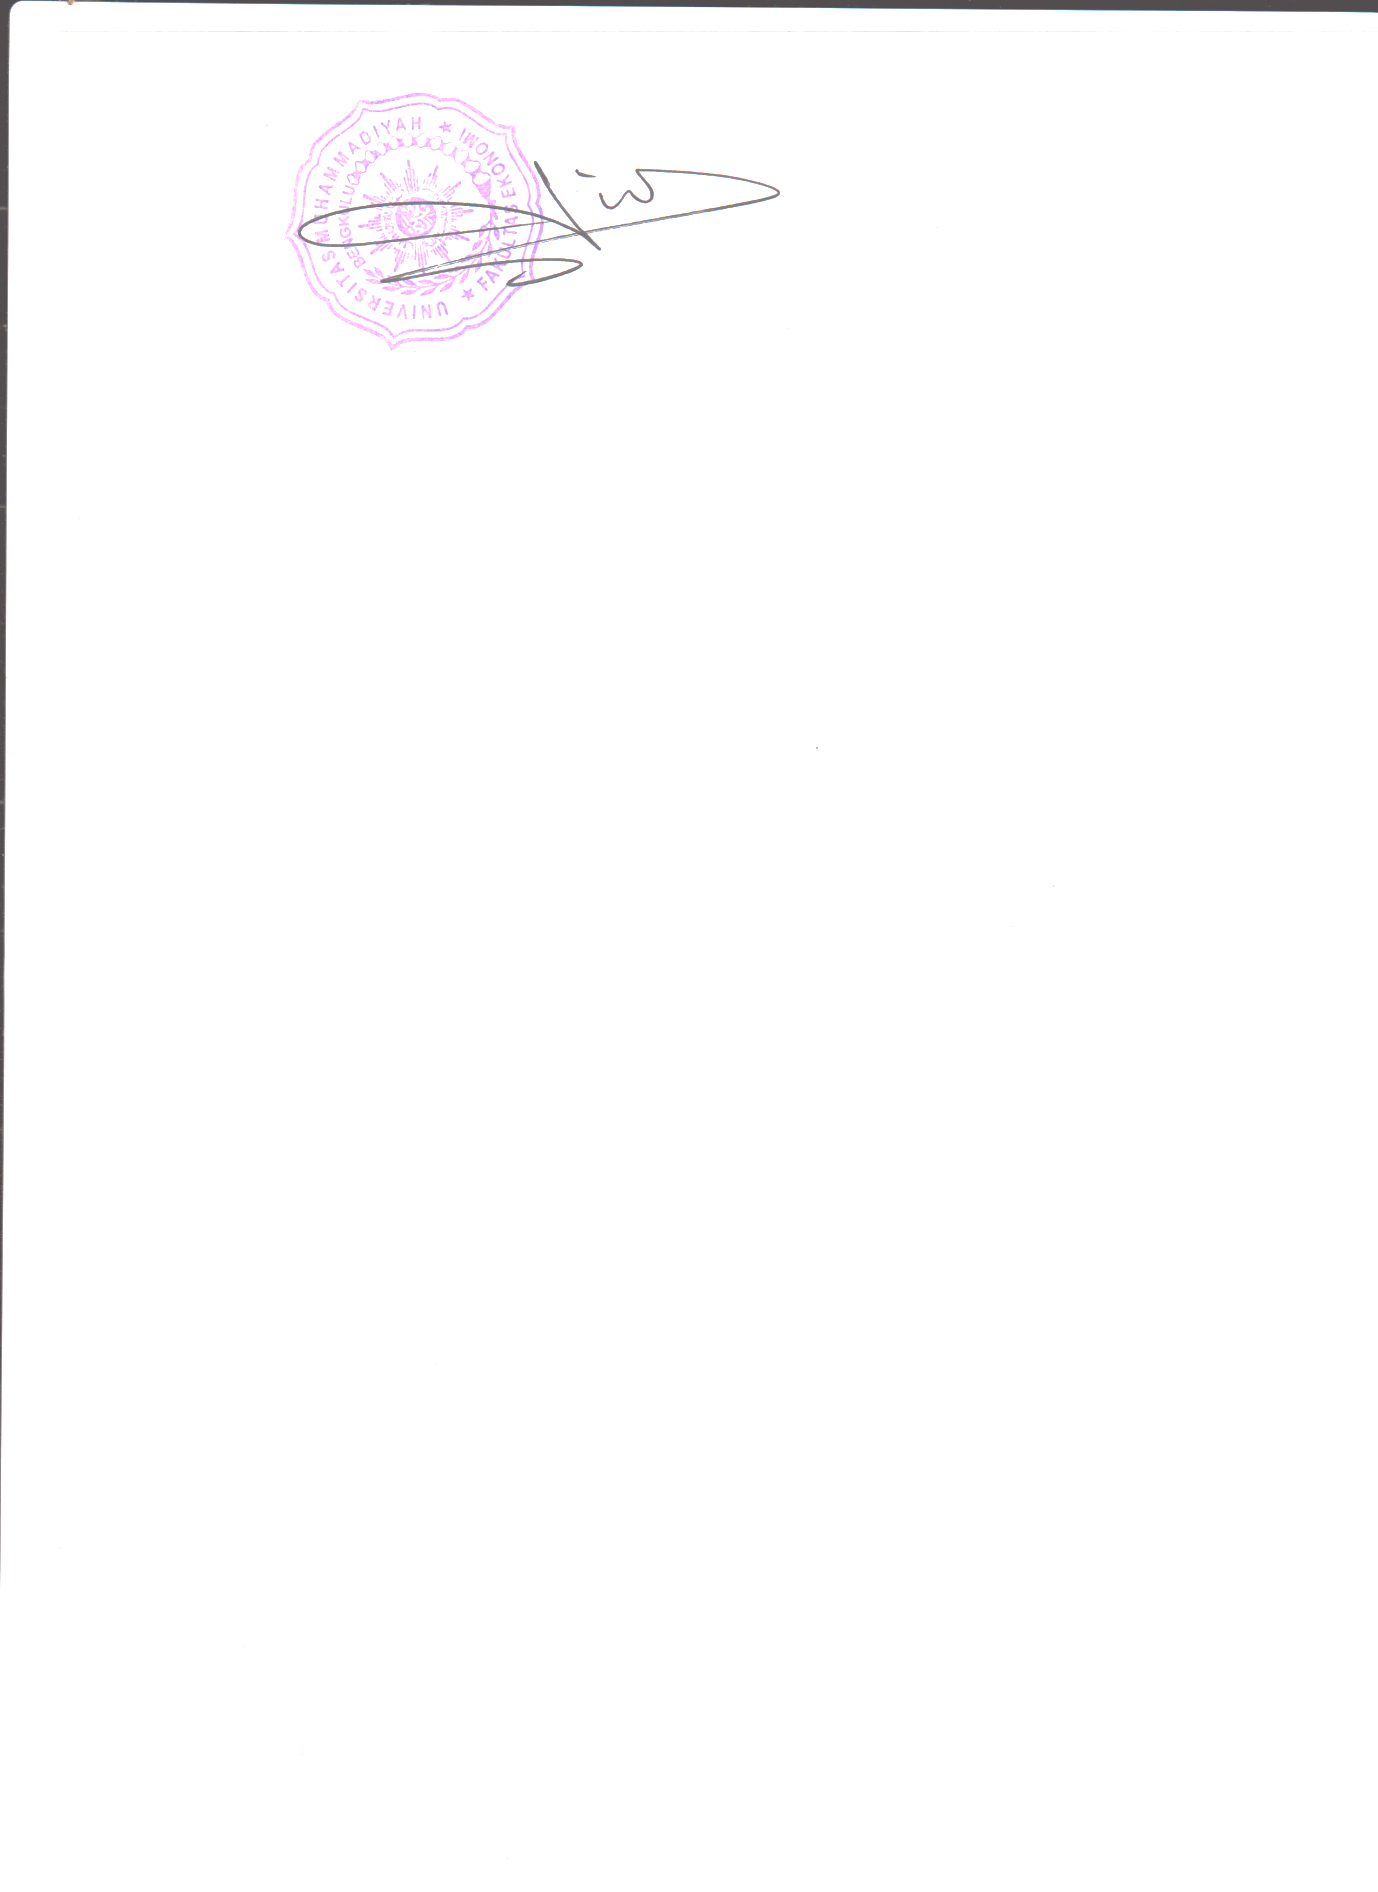 UNIVERSITAS MUHAMMADIYAH ★ FAKULTAS EKONOMI ★
BENGKULU